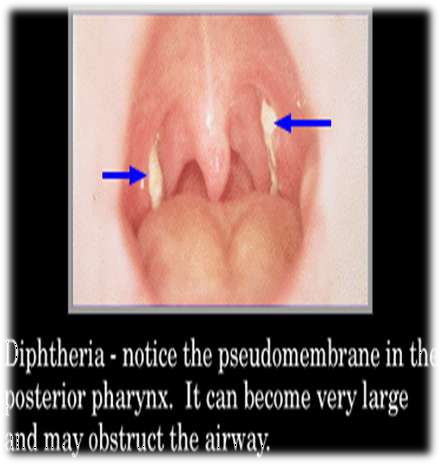 Diphtheria - notice the pseudomembrane in the
posterior pharynx. It can become very large
and may obstruct the airway.